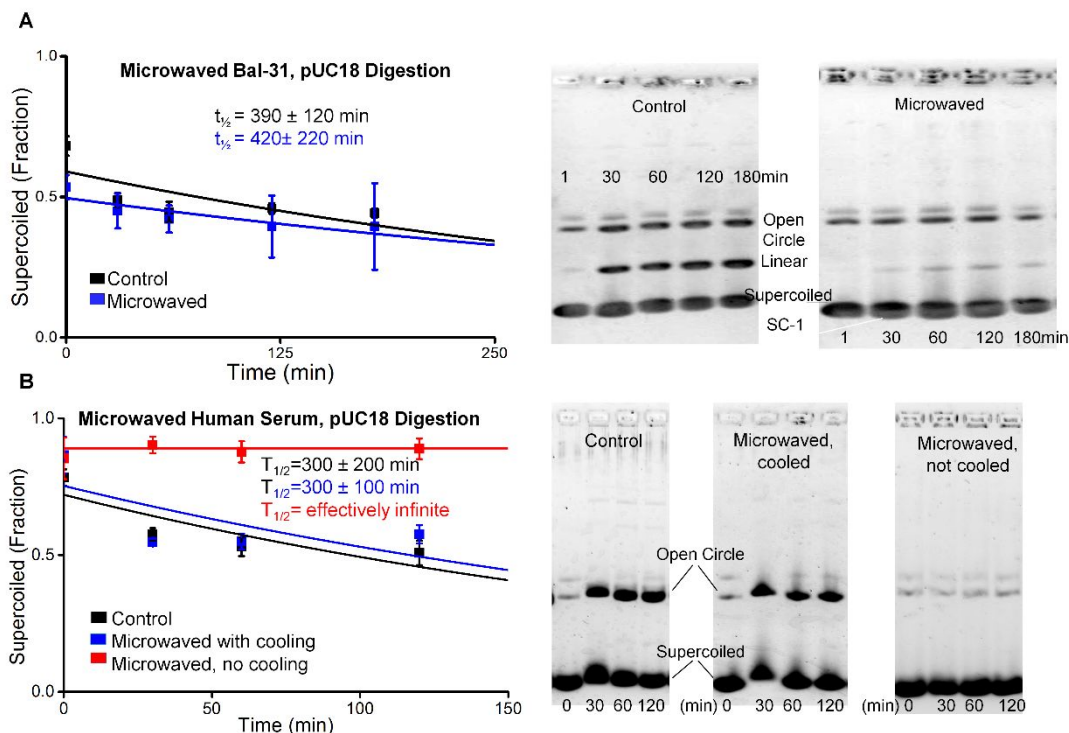 A
Microwaved Bal-31, pUC18 Digestion
t½ = 390 ± 120 min
t½ = 420± 220 min
Supercoiled (Fraction)
1.0
0.5
0.0
Control
Microwaved
0
125
250
Time (min)
Control
1 30 60 120 180min
Open
Circle
Linear
Supercoiled
SC-1
Microwaved
1 30 60 120 180min
B
Microwaved Human Serum, pUC18 Digestion
T1/2=300 ± 200 min
T1/2=300 ± 100 min
T1/2= effectively infinite
Supercoiled (Fraction)
1.0
0.5
0.0
Control
Microwaved with cooling
Microwaved, no cooling
0
50
100
150
Time (min)
Control
Open Circle
Supercoiled
0 30 60 120 (min)
Microwaved,
cooled
0 30 60 120
Microwaved,
not cooled
(min) 0 30 60 120